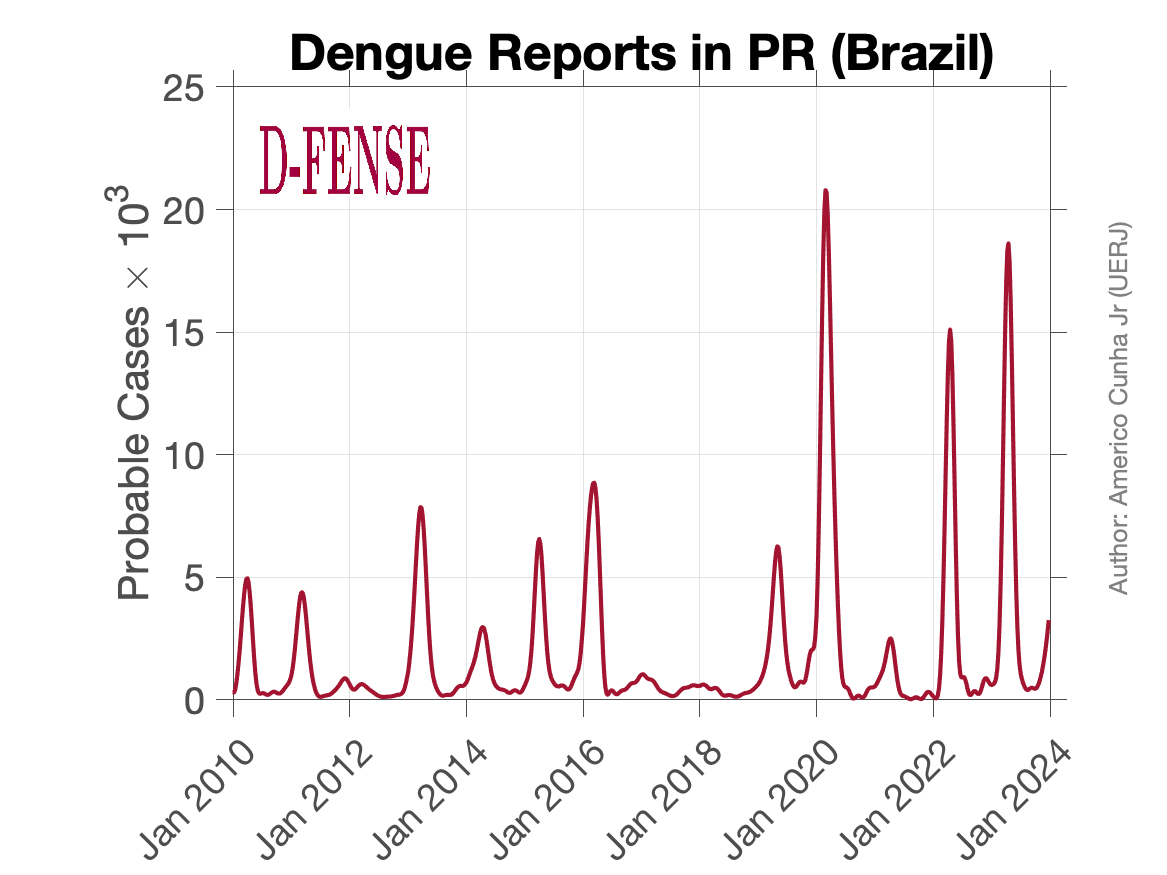 Dengue Reports in PR (Brazil)
D-FENSE
Probable Cases × 10³
25
20
15
10
5
0
Jan 2010
Jan 2012
Jan 2014
Jan 2016
Jan 2018
Jan 2020
Jan 2022
Jan 2024
Author: Americo Cunha Jr (UERJ)